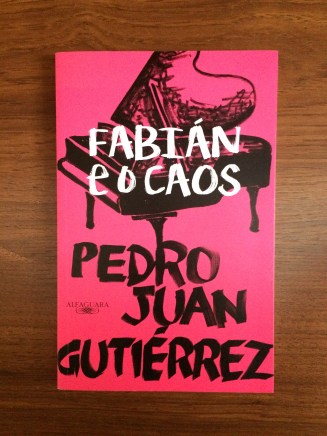 FABIÁN
e o CAOS
PEDRO
JUAN
ALFAGUARA
GUTIÉRREZ